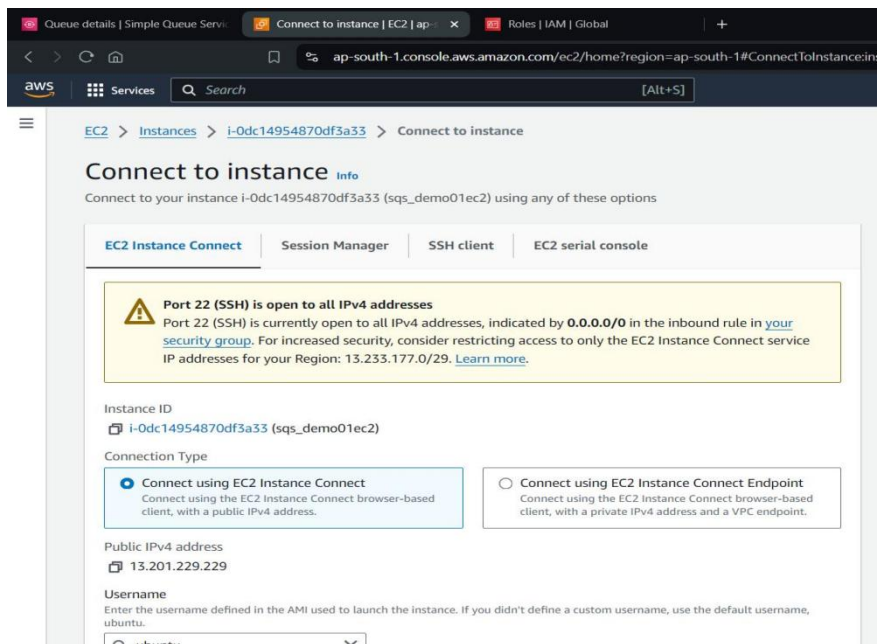 Queue details | Simple Queue Servic
Connect to instance | EC2 | ap-s
Roles | IAM | Global
ap-south-1.console.aws.amazon.com/ec2/home?region=ap-south-1#ConnectToInstance:ins
aws
Services
Search
[Alt+S]
EC2 > Instances > i-0dc14954870df3a33 > Connect to instance
Connect to instance Info
Connect to your instance i-0dc14954870df3a33 (sqs_demo01ec2) using any of these options
EC2 Instance Connect
Session Manager
SSH client
EC2 serial console
Port 22 (SSH) is open to all IPv4 addresses
Port 22 (SSH) is currently open to all IPv4 addresses, indicated by 0.0.0.0/0 in the inbound rule in your
security group. For increased security, consider restricting access to only the EC2 Instance Connect service
IP addresses for your Region: 13.233.177.0/29. Learn more.
Instance ID
i-0dc14954870df3a33 (sqs_demo01ec2)
Connection Type
Connect using EC2 Instance Connect
Connect using the EC2 Instance Connect browser-based
client, with a public IPv4 address.
Connect using EC2 Instance Connect Endpoint
Connect using the EC2 Instance Connect browser-based
client, with a private IPv4 address and a VPC endpoint.
Public IPv4 address
13.201.229.229
Username
Enter the username defined in the AMI used to launch the instance. If you didn't define a custom username, use the default username,
ubuntu.
ubuntu